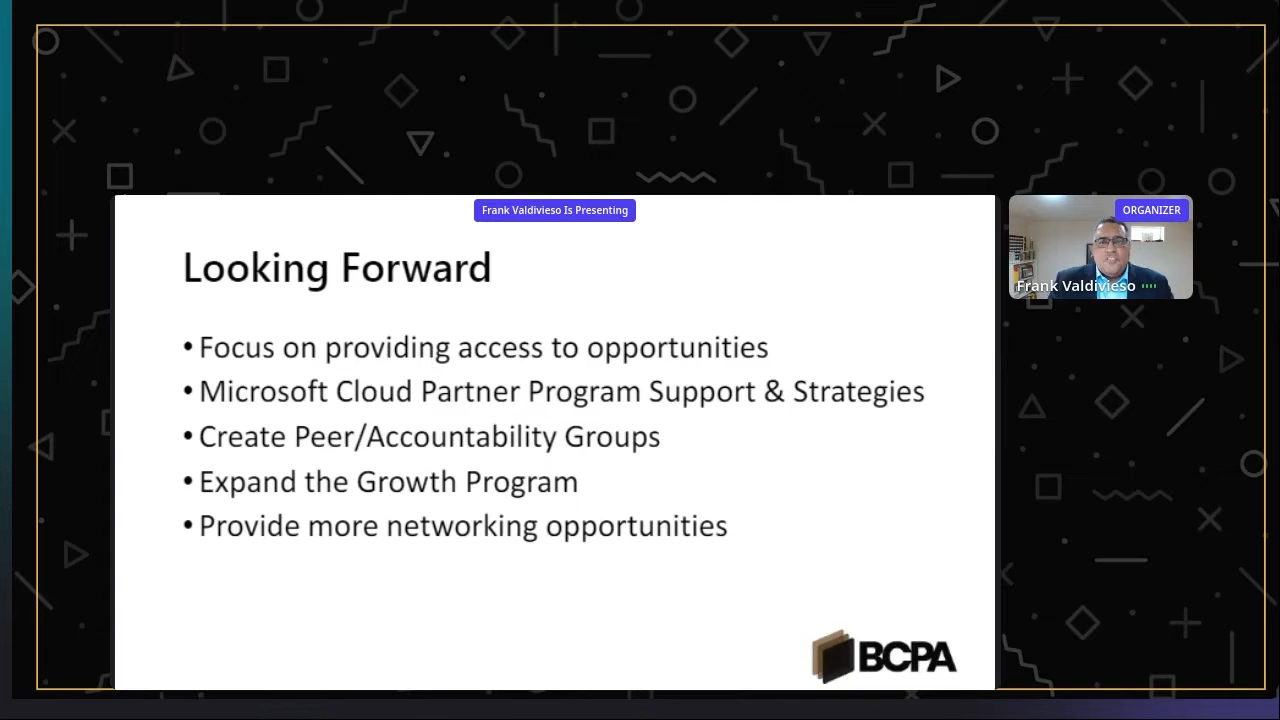 Frank Valdivieso Is Presenting
ORGANIZER
Frank Valdivieso
Looking Forward
• Focus on providing access to opportunities
• Microsoft Cloud Partner Program Support & Strategies
• Create Peer/Accountability Groups
• Expand the Growth Program
• Provide more networking opportunities
BCPA